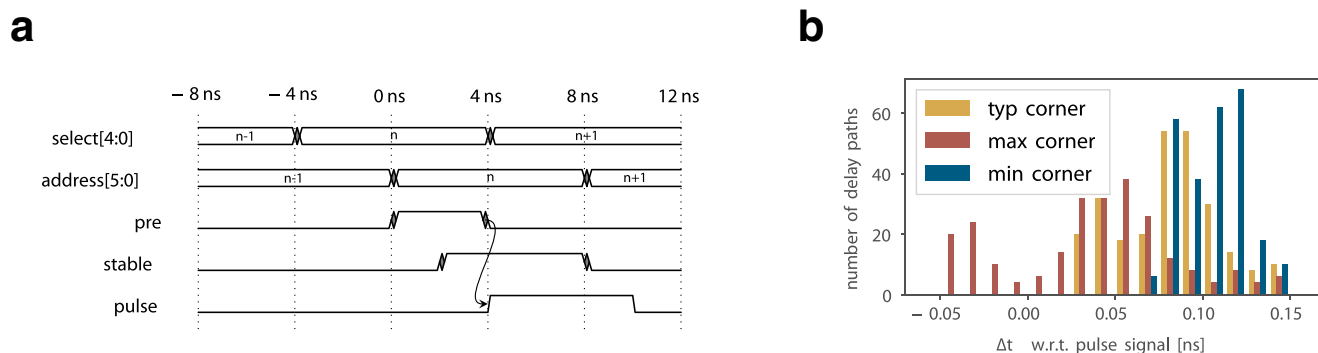 a
− 8 ns − 4 ns 0 ns 4 ns 8 ns 12 ns
select[4:0] n-1 n n+1
address[5:0] n-1 n n+1
pre
stable
pulse
b
number of delay paths
60
40
20
0
typ corner
max corner
min corner
− 0.05 0.00 0.05 0.10 0.15
Δt w.r.t. pulse signal [ns]